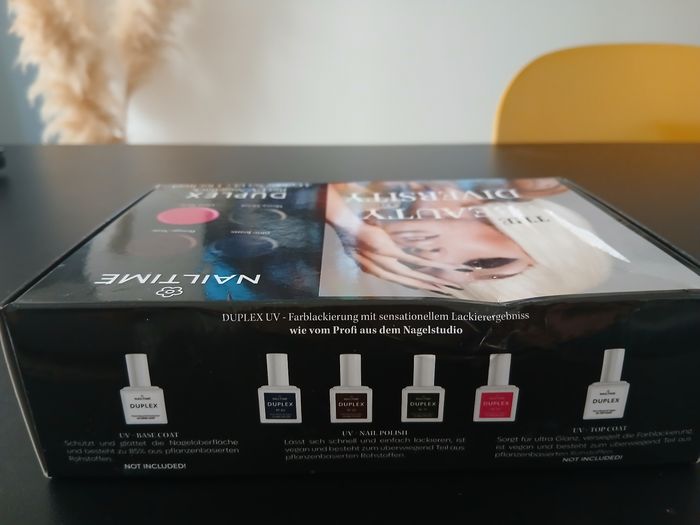 DUPLEX
NAILTIME
THE
BEAUTY
DIVERSITY
DUPLEX UV - Farblackierung mit sensationellem Lackierergebniss
wie vom Profi aus dem Nagelstudio
DUPLEX
DUPLEX
DUPLEX
DUPLEX
DUPLEX
DUPLEX
UV - BASE COAT
Schützt und glättet die Nageloberfläche
und besteht zu 85% aus pflanzenbasierten
Rohstoffen.
NOT INCLUDED!
UV - NAIL POLISH
Lässt sich schnell und einfach lackieren, ist
vegan und besteht zum überwiegend Teil aus
pflanzenbasierten Rohstoffen.
UV - TOP COAT
Sorgt für ultra Glanz, versiegelt die Farblackierung,
ist vegan und besteht zum überwiegend Teil aus
pflanzenbasierten Rohstoffen.
NOT INCLUDED!